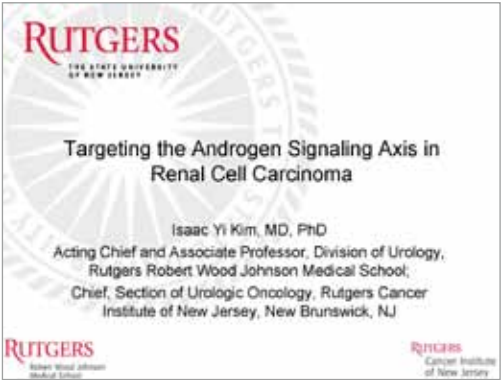 RUTGERS
THE STATE UNIVERSITY
OF NEW JERSEY
Targeting the Androgen Signaling Axis in
Renal Cell Carcinoma
Isaac Yi Kim, MD, PhD
Acting Chief and Associate Professor, Division of Urology,
Rutgers Robert Wood Johnson Medical School;
Chief, Section of Urologic Oncology, Rutgers Cancer
Institute of New Jersey, New Brunswick, NJ
RUTGERS
Robert Wood Johnson
Medical School
RUTGERS
Cancer Institute
of New Jersey